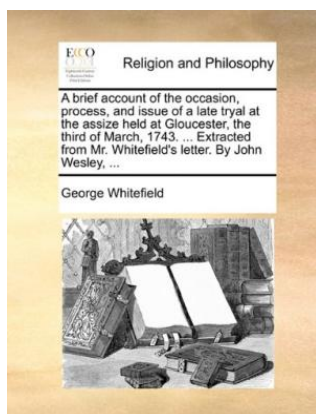 ECCO
Religion and Philosophy
A brief account of the occasion,
process, and issue of a late tryal at
the assize held at Gloucester, the
third of March, 1743. ... Extracted
from Mr. Whitefield's letter. By John
Wesley, ...
George Whitefield